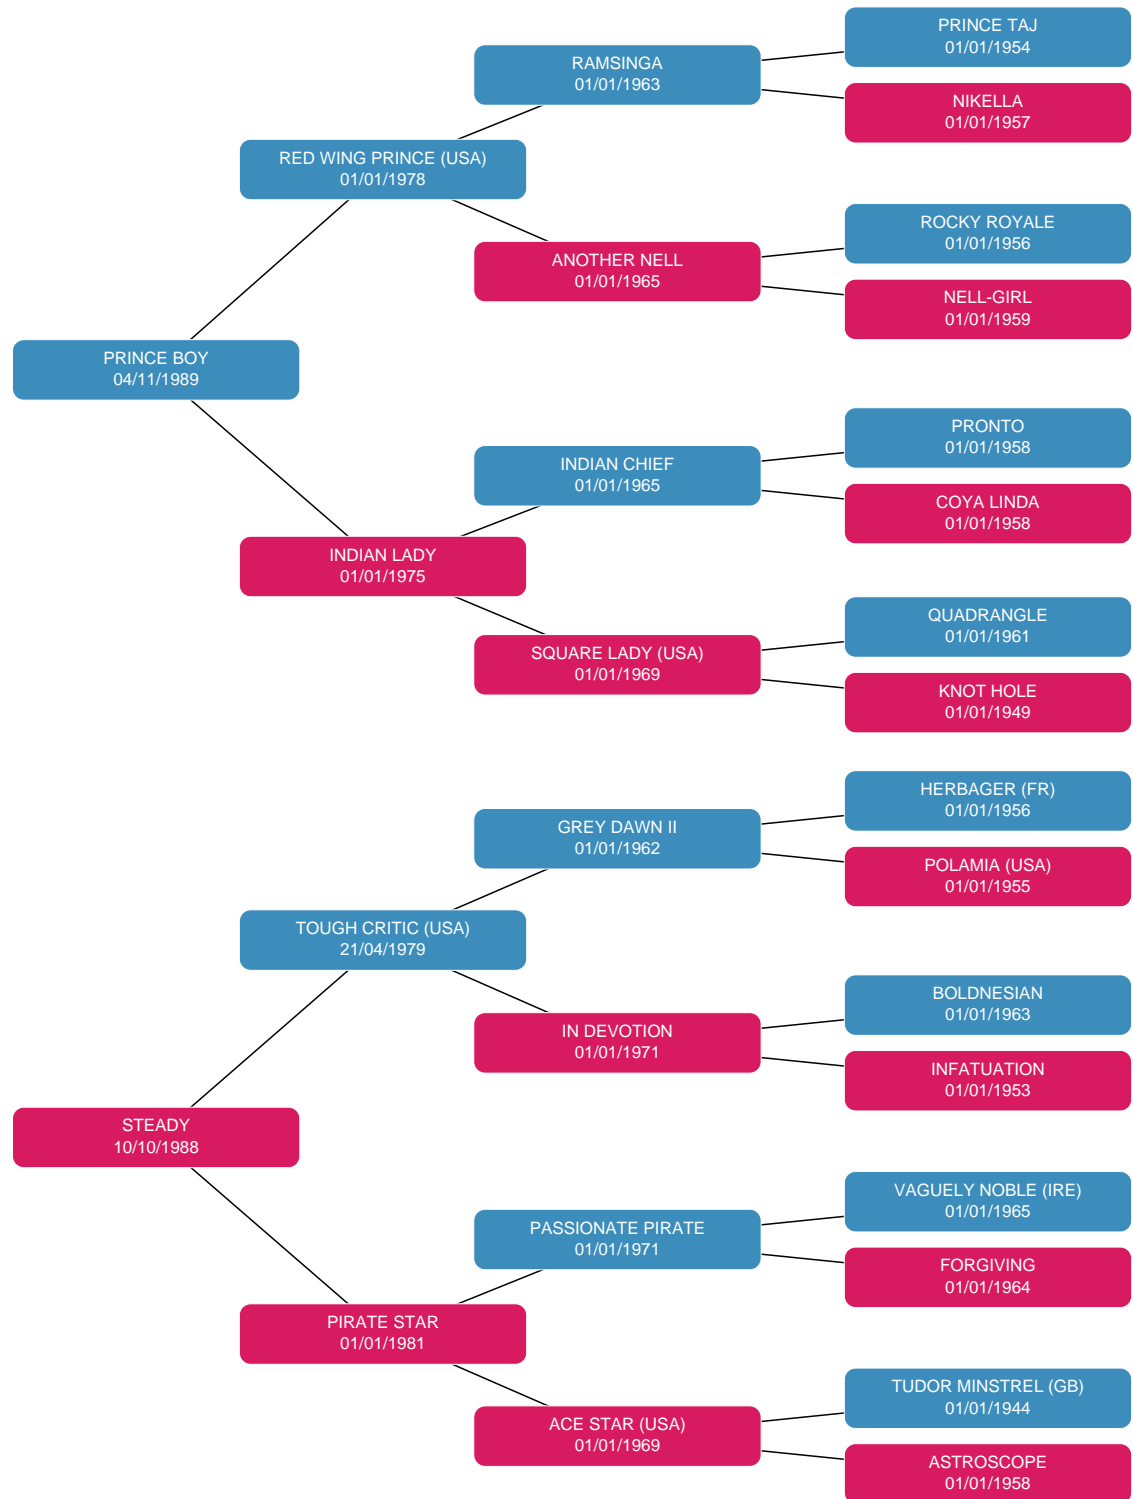 PRINCE TAJ
01/01/1954
RAMSINGA
01/01/1963
NIKELLA
01/01/1957
RED WING PRINCE (USA)
01/01/1978
ROCKY ROYALE
01/01/1956
ANOTHER NELL
01/01/1965
NELL-GIRL
01/01/1959
PRINCE BOY
04/11/1989
PRONTO
01/01/1958
INDIAN CHIEF
01/01/1965
COYA LINDA
01/01/1958
INDIAN LADY
01/01/1975
QUADRANGLE
01/01/1961
SQUARE LADY (USA)
01/01/1969
KNOT HOLE
01/01/1949
HERBAGER (FR)
01/01/1956
GREY DAWN II
01/01/1962
POLAMIA (USA)
01/01/1955
TOUGH CRITIC (USA)
21/04/1979
BOLDNESIAN
01/01/1963
IN DEVOTION
01/01/1971
INFATUATION
01/01/1953
STEADY
10/10/1988
VAGUELY NOBLE (IRE)
01/01/1965
PASSIONATE PIRATE
01/01/1971
FORGIVING
01/01/1964
PIRATE STAR
01/01/1981
TUDOR MINSTREL (GB)
01/01/1944
ACE STAR (USA)
01/01/1969
ASTROSCOPE
01/01/1958